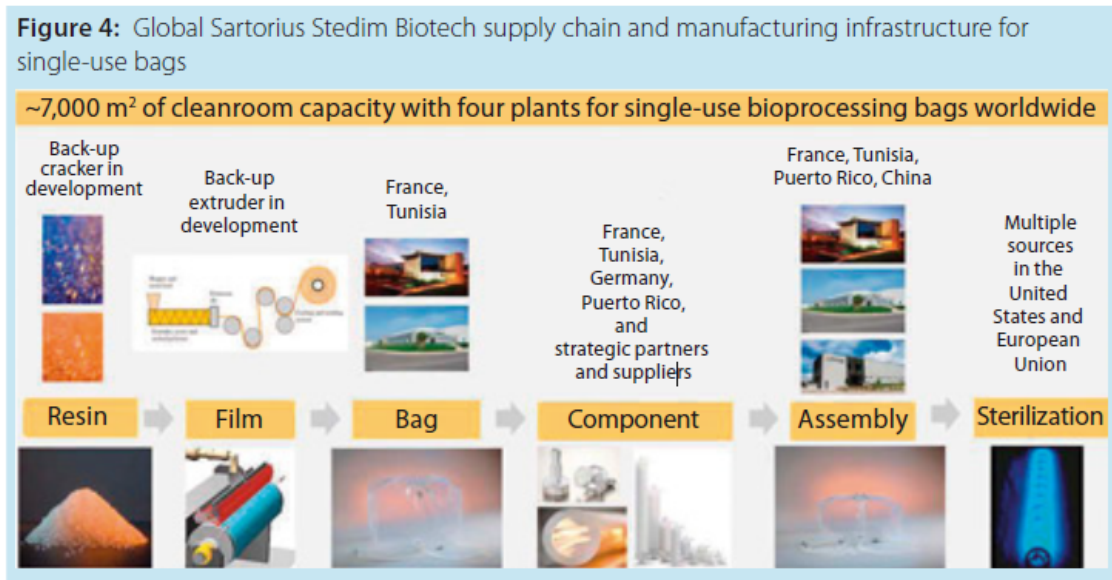 Figure 4: Global Sartorius Stedim Biotech supply chain and manufacturing infrastructure for
single-use bags
~7,000 m² of cleanroom capacity with four plants for single-use bioprocessing bags worldwide
Back-up
cracker in
development
Back-up
extruder in
development
France,
Tunisia
France,
Tunisia,
Germany,
Puerto Rico,
and
strategic partners
and suppliers
France, Tunisia,
Puerto Rico, China
Multiple
sources
in the
United
States and
European
Union
Resin
Film
Bag
Component
Assembly
Sterilization